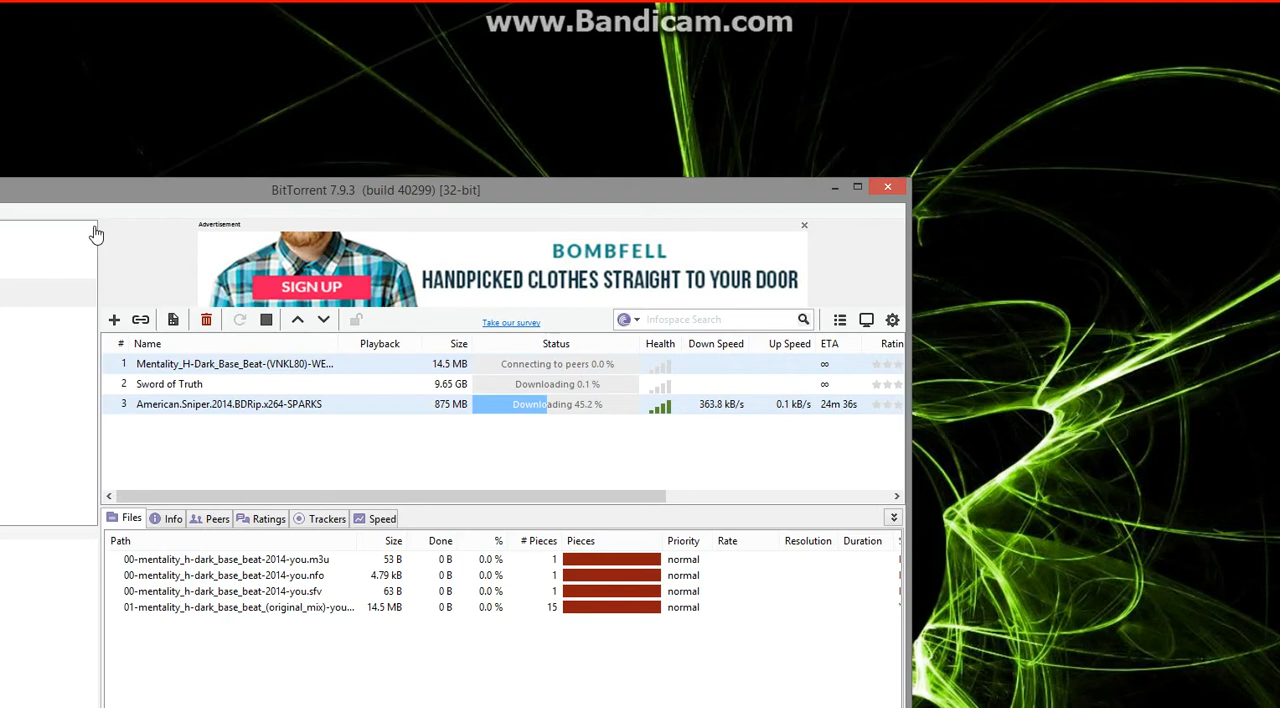 www.Bandicam.com
BitTorrent 7.9.3 (build 40299) [32-bit]
Advertisement
BOMBFELL
HANDPICKED CLOTHES STRAIGHT TO YOUR DOOR
SIGN UP
Take our survey
Infospace Search
# Name Playback Size Status Health Down Speed Up Speed ETA Ratin
1 Mentality_H-Dark_Base_Beat-(VNKL80)-WE... 14.5 MB Connecting to peers 0.0 % ∞
2 Sword of Truth 9.65 GB Downloading 0.1 % ∞
3 American.Sniper.2014.BDRip.x264-SPARKS 875 MB Downloading 45.2 % 363.8 kB/s 0.1 kB/s 24m 36s
Files Info Peers Ratings Trackers Speed
Path Size Done % # Pieces Pieces Priority Rate Resolution Duration
00-mentality_h-dark_base_beat-2014-you.m3u 53 B 0 B 0.0 % 1 normal
00-mentality_h-dark_base_beat-2014-you.nfo 4.79 kB 0 B 0.0 % 1 normal
00-mentality_h-dark_base_beat-2014-you.sfv 63 B 0 B 0.0 % 1 normal
01-mentality_h-dark_base_beat_(original_mix)-you... 14.5 MB 0 B 0.0 % 15 normal